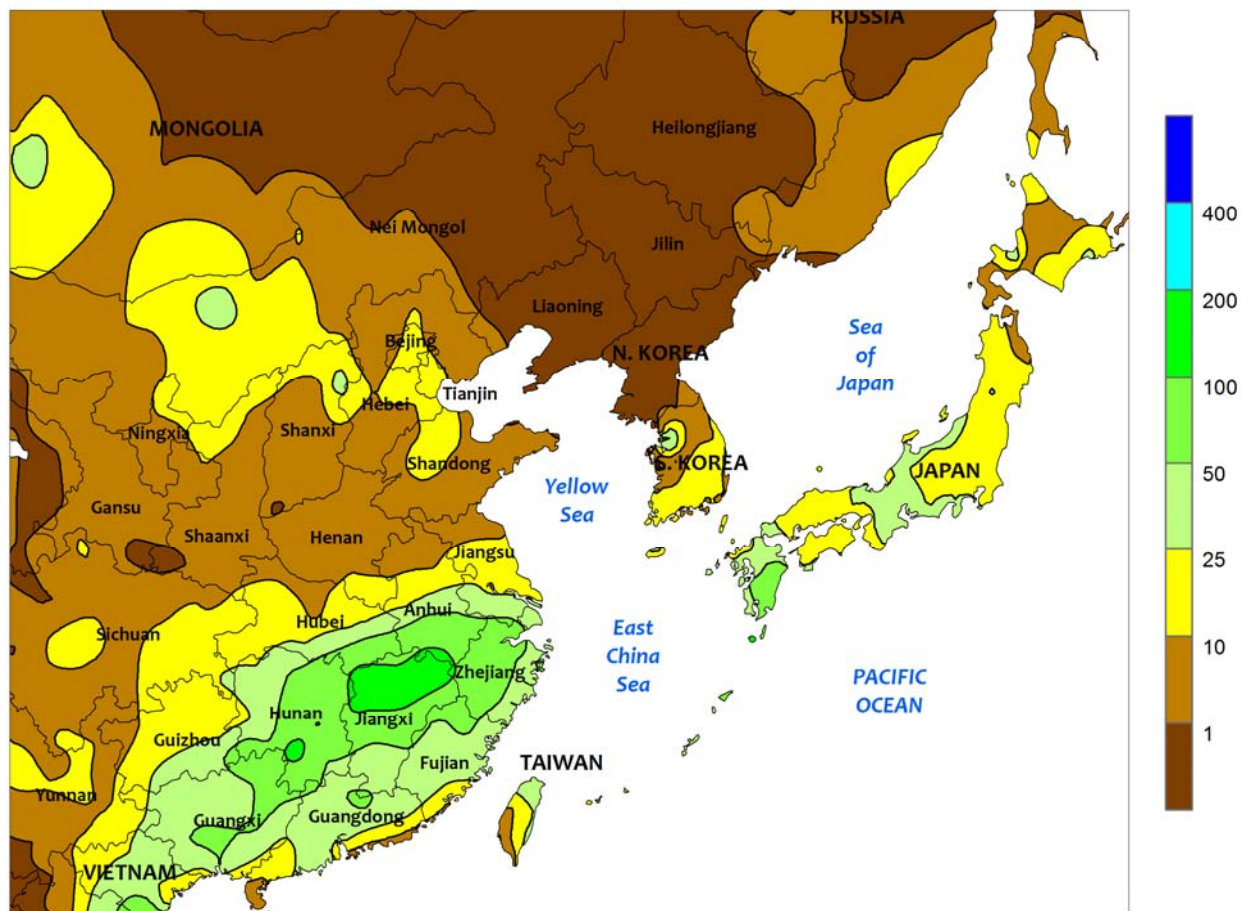 RUSSIA
MONGOLIA
Heilongjiang
Nei Mongol
Jilin
Liaoning
Bejing
N. KOREA
Sea
of
Japan
Tianjin
Hebei
Ningxia
Shanxi
Shandong
S. KOREA
JAPAN
Yellow
Sea
Gansu
Shaanxi
Henan
Jiangsu
Anhui
Hubei
Sichuan
East
China
Sea
Zhejiang
PACIFIC
OCEAN
Hunan
Jiangxi
Guizhou
Fujian
TAIWAN
Yunnan
Guangxi
Guangdong
VIETNAM
400
200
100
50
25
10
1